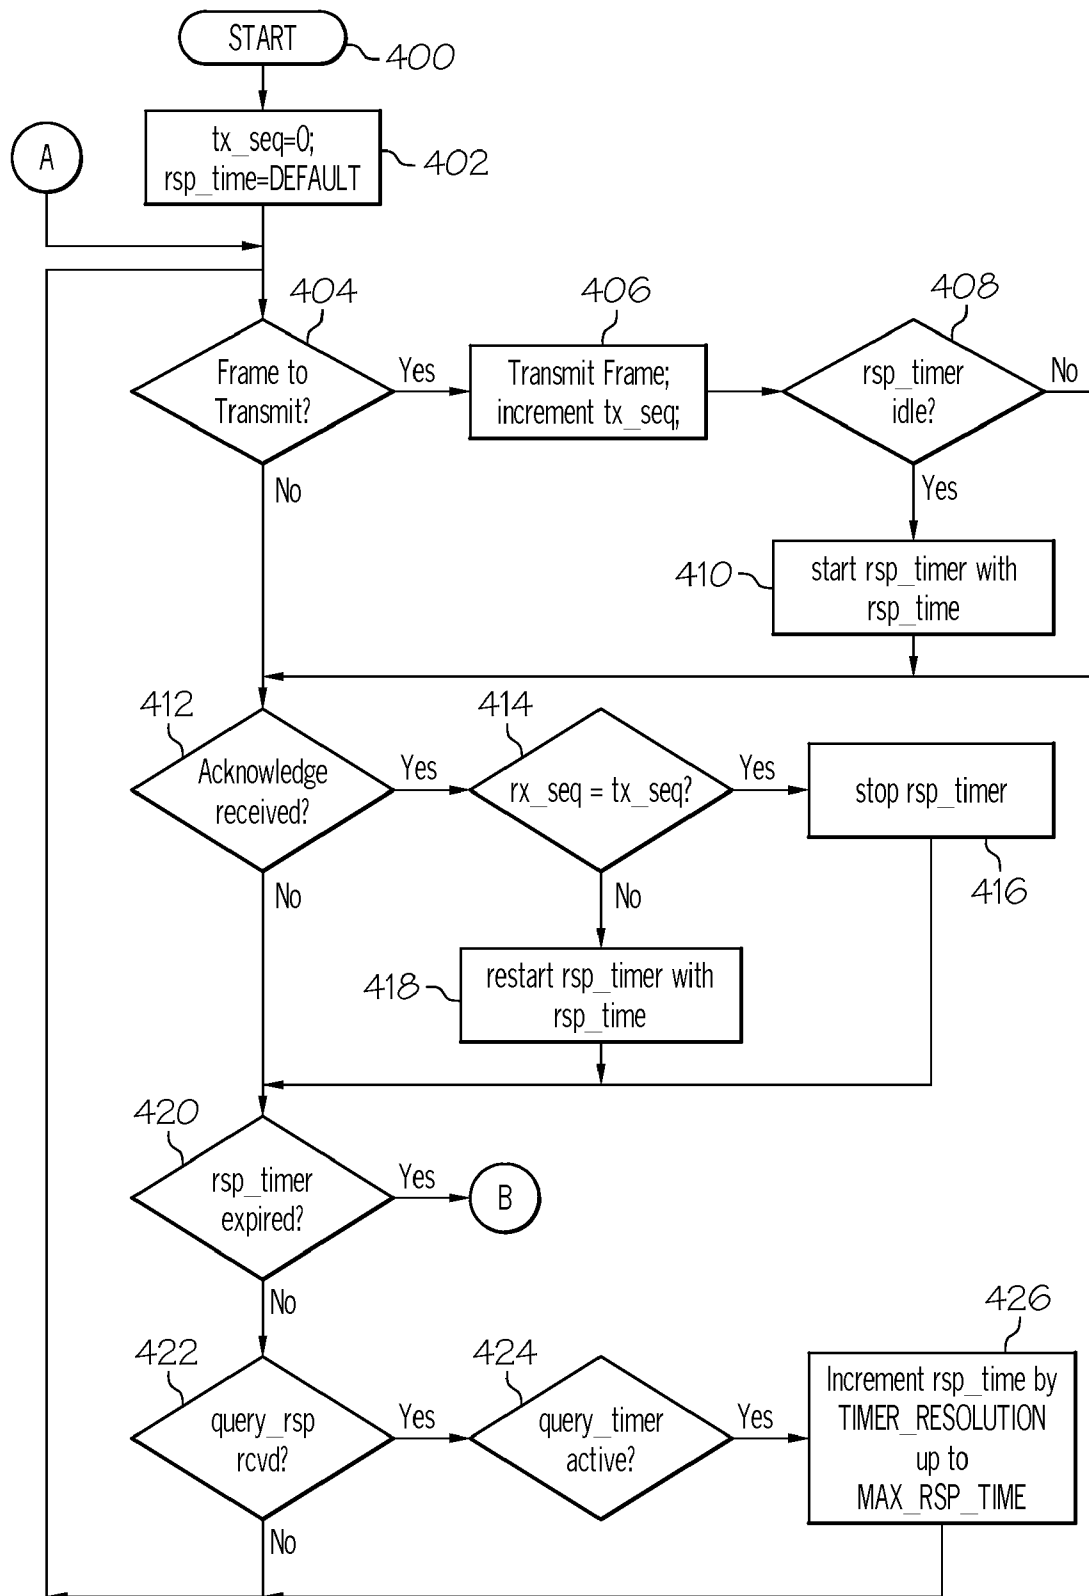 START
400
A
tx_seq=0;
rsp_time=DEFAULT
402
404
406
408
Frame to
Transmit?
Yes
Transmit Frame;
increment tx_seq;
rsp_timer
idle?
No
No
Yes
410
start rsp_timer with
rsp_time
412
414
Acknowledge
received?
Yes
rx_seq = tx_seq?
Yes
stop rsp_timer
416
No
No
418
restart rsp_timer with
rsp_time
420
rsp_timer
expired?
Yes
B
No
426
422
424
query_rsp
rcvd?
Yes
query_timer
active?
Yes
Increment rsp_time by
TIMER_RESOLUTION
up to
MAX_RSP_TIME
No